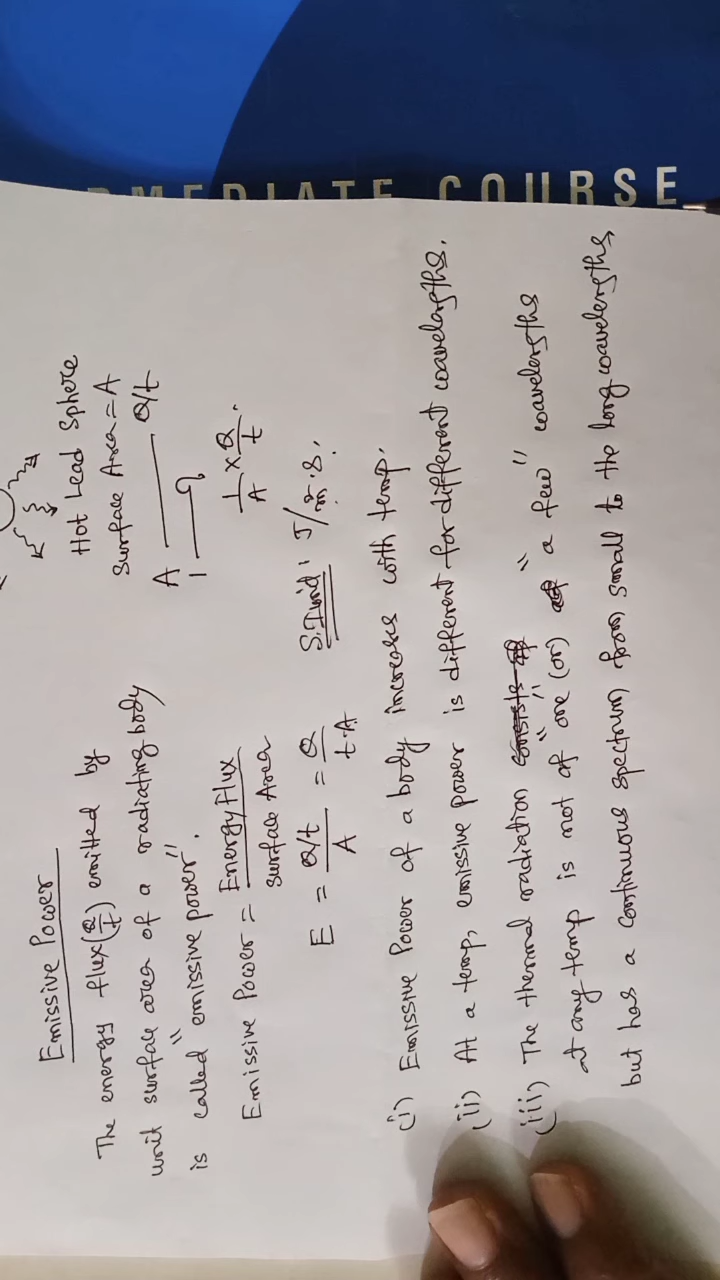 Emissive Power
The energy flux(Q/t) emitted by
unit surface area of a radiating body
is called "emissive power".
Emissive Power = Energy flux / surface Area
E = Q/t / A = Q / t·A
Hot Lead Sphere
Surface Area = A
A — Q/t
1 — ?
1/A × Q/t.
S.I unit: J/m².S.
(i) Emissive Power of a body increases with temp.
(ii) At a temp, emissive power is different for different wavelengths.
(iii) The thermal radiation
at any temp is not of "one" (or) "a few" wavelengths
but has a continuous spectrum from small to the long wavelengths
RMEDIATE COURSE